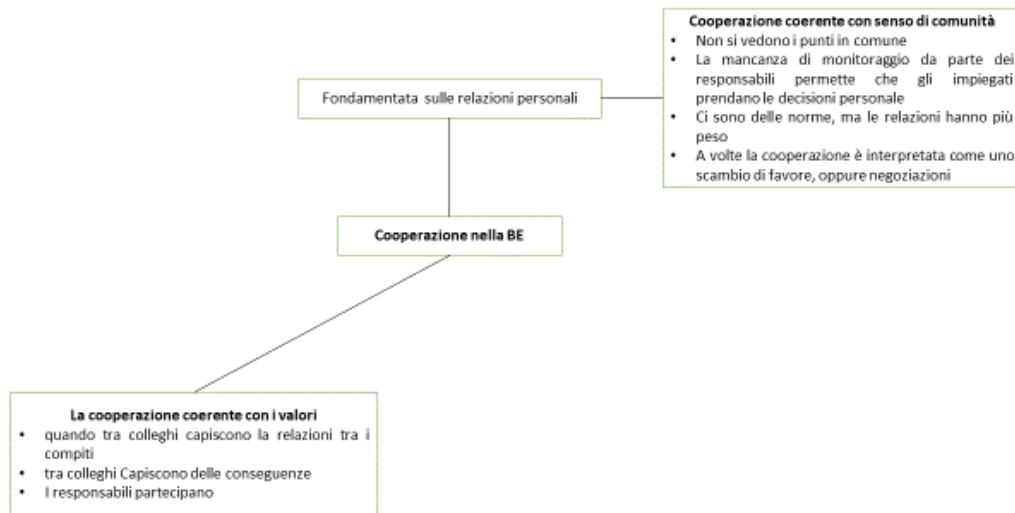 Cooperazione coerente con senso di comunità
• Non si vedono i punti in comune
• La mancanza di monitoraggio da parte dei
responsabili permette che gli impiegati
prendano le decisioni personale
• Ci sono delle norme, ma le relazioni hanno più
peso
• A volte la cooperazione è interpretata come uno
scambio di favore, oppure negoziazioni
Fondamentata sulle relazioni personali
Cooperazione nella BE
La cooperazione coerente con i valori
• quando tra colleghi capiscono la relazioni tra i
compiti
• tra colleghi Capiscono delle conseguenze
• I responsabili partecipano